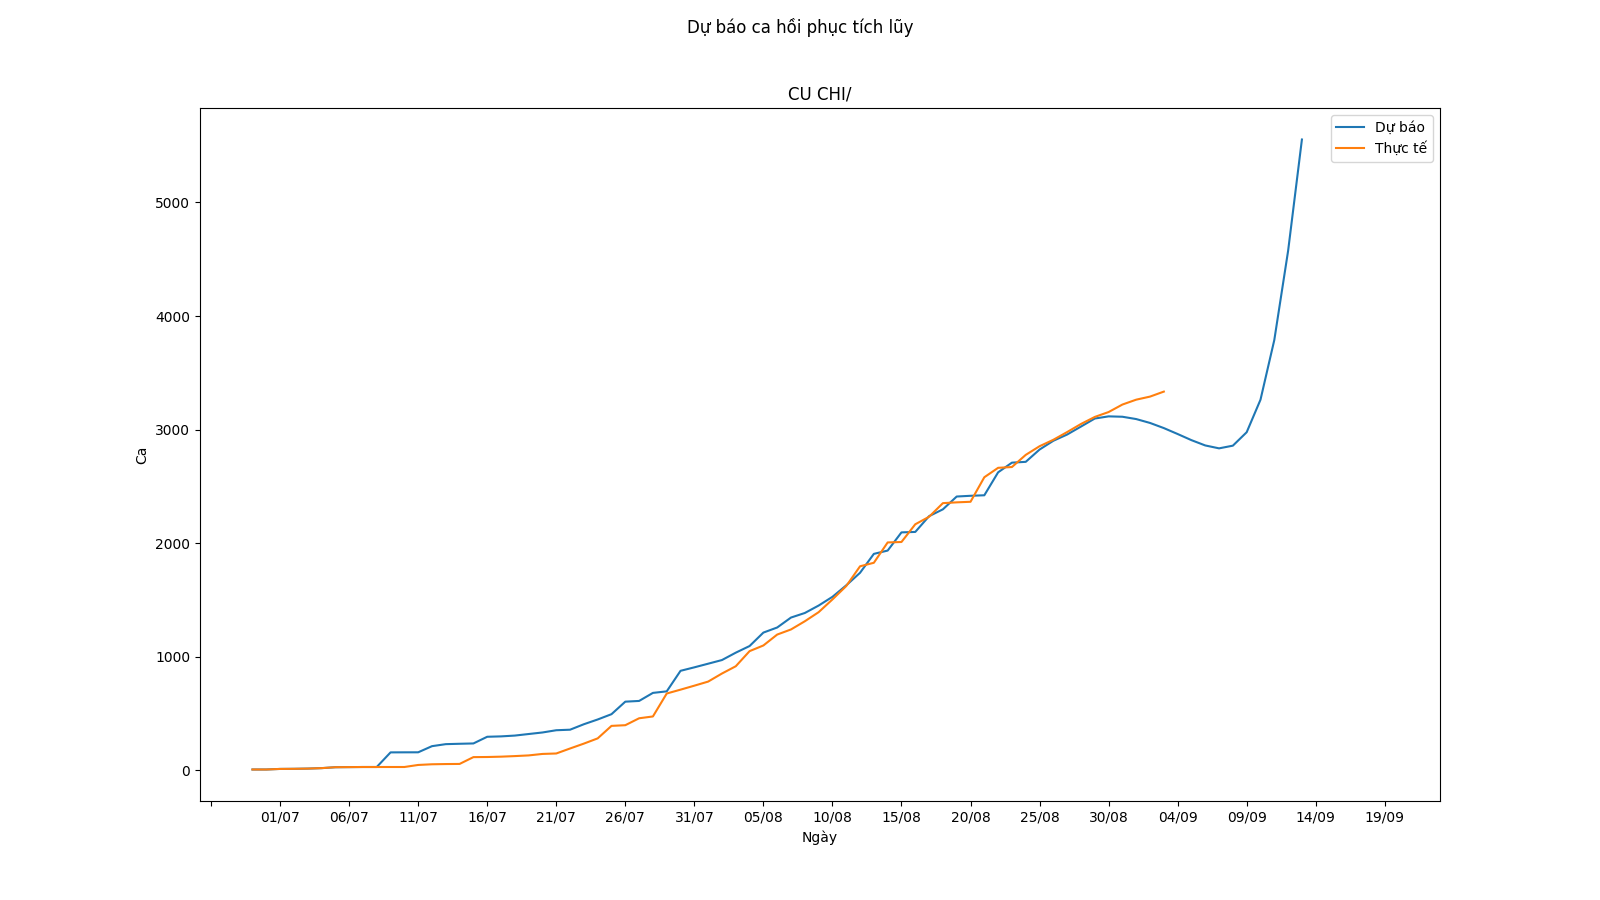 Dự báo ca hồi phục tích lũy
CU CHI/
Dự báo
Thực tế
5000
4000
3000
2000
1000
0
Ca
01/07 06/07 11/07 16/07 21/07 26/07 31/07 05/08 10/08 15/08 20/08 25/08 30/08 04/09 09/09 14/09 19/09
Ngày